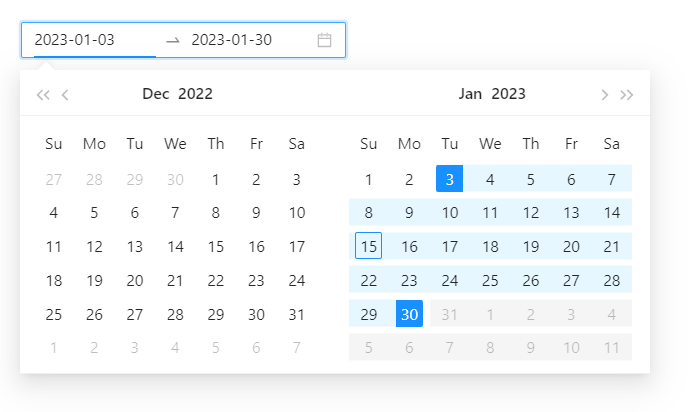 2023-01-03 → 2023-01-30
Dec 2022 Jan 2023
Su Mo Tu We Th Fr Sa Su Mo Tu We Th Fr Sa
27 28 29 30 1 2 3 1 2 3 4 5 6 7
4 5 6 7 8 9 10 8 9 10 11 12 13 14
11 12 13 14 15 16 17 15 16 17 18 19 20 21
18 19 20 21 22 23 24 22 23 24 25 26 27 28
25 26 27 28 29 30 31 29 30 31 1 2 3 4
1 2 3 4 5 6 7 5 6 7 8 9 10 11